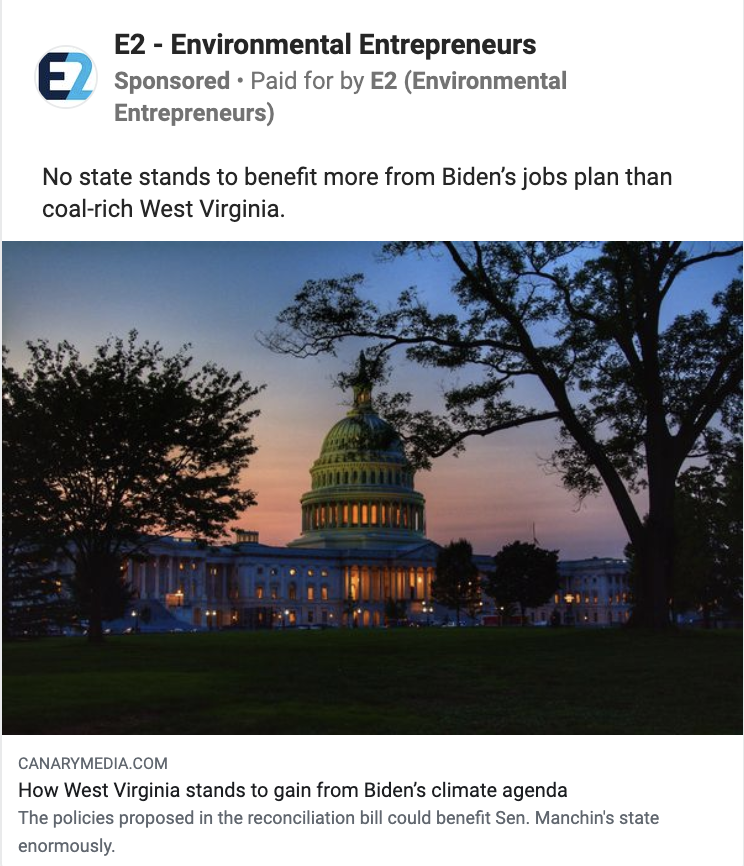 E2
E2 - Environmental Entrepreneurs
Sponsored • Paid for by E2 (Environmental
Entrepreneurs)
No state stands to benefit more from Biden’s jobs plan than
coal-rich West Virginia.
CANARYMEDIA.COM
How West Virginia stands to gain from Biden’s climate agenda
The policies proposed in the reconciliation bill could benefit Sen. Manchin's state
enormously.